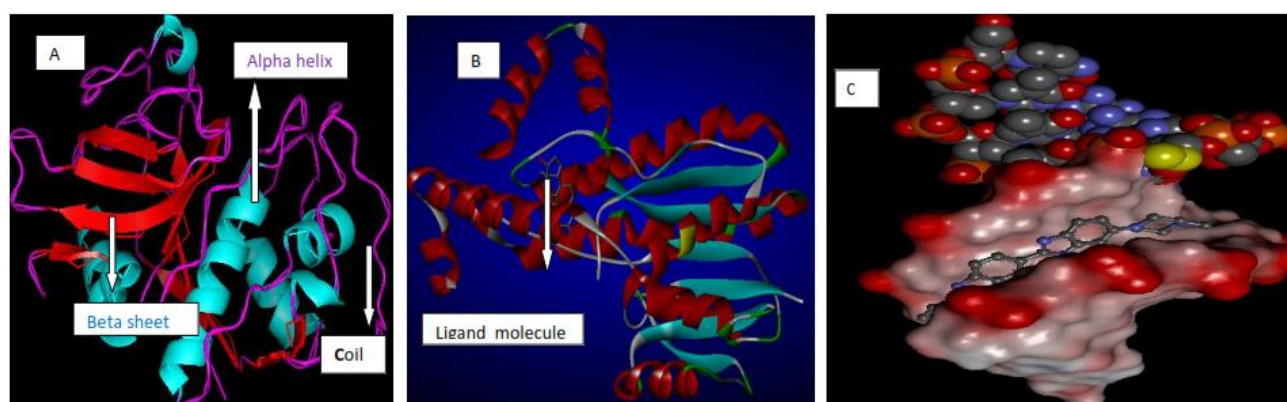 A
Alpha helix
Beta sheet
Coil
B
Ligand molecule
C